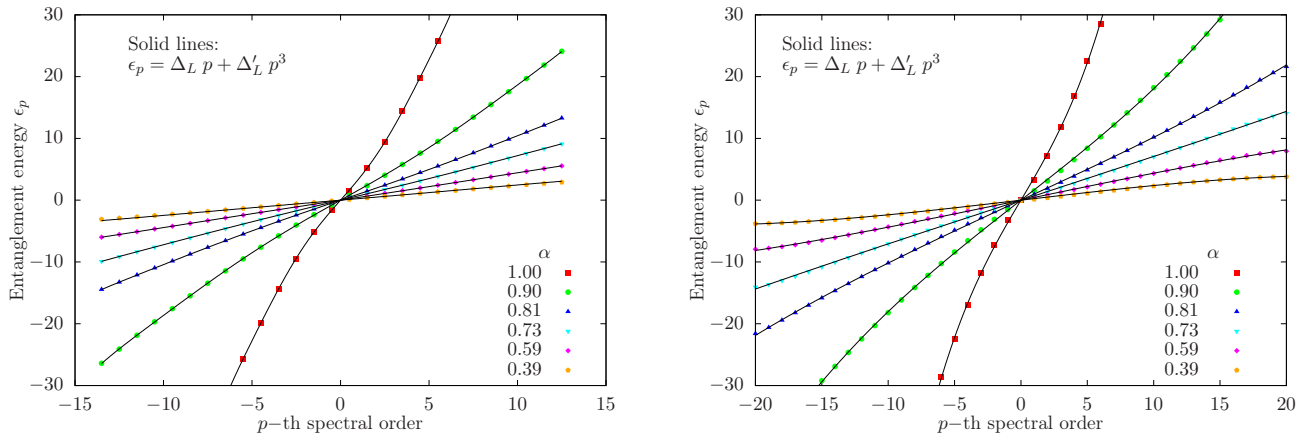 Entanglement energy ϵ_p
30
20
10
0
−10
−20
−30
Solid lines:
ϵ_p = Δ_L p + Δ′_L p^3
α
1.00
0.90
0.81
0.73
0.59
0.39
−15 −10 −5 0 5 10 15
p−th spectral order
Entanglement energy ϵ_p
30
20
10
0
−10
−20
−30
Solid lines:
ϵ_p = Δ_L p + Δ′_L p^3
α
1.00
0.90
0.81
0.73
0.59
0.39
−20 −15 −10 −5 0 5 10 15 20
p−th spectral order